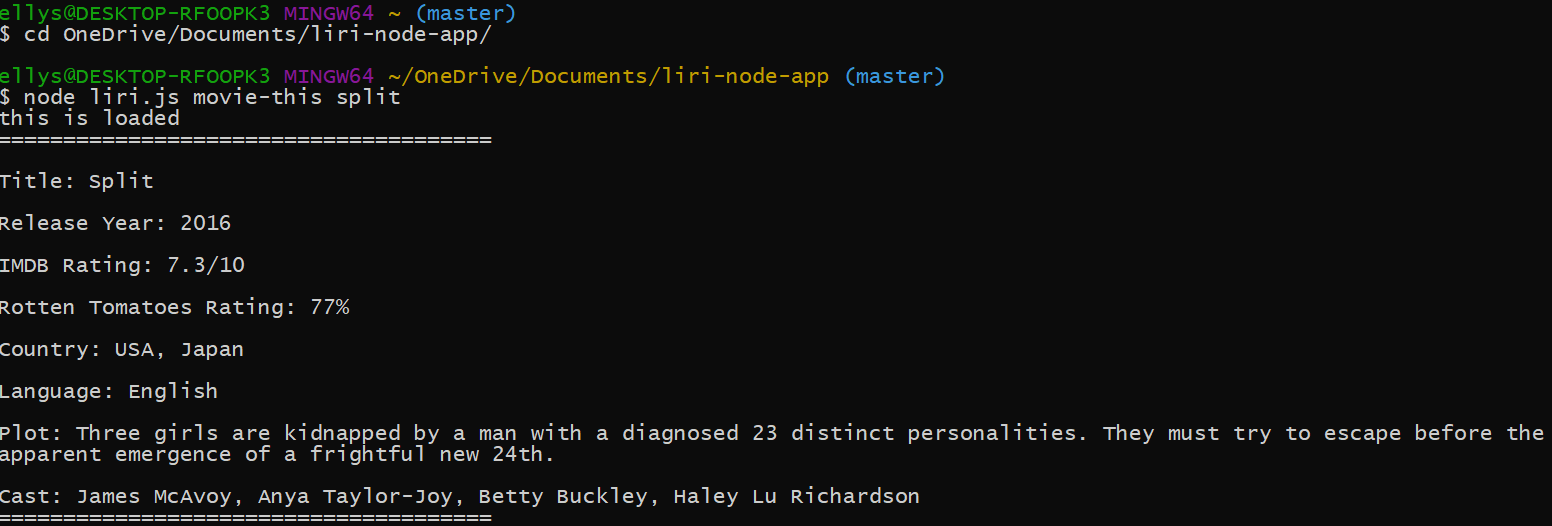 ellys@DESKTOP-RFOOPK3 MINGW64 ~ (master)
$ cd OneDrive/Documents/liri-node-app/
ellys@DESKTOP-RFOOPK3 MINGW64 ~/OneDrive/Documents/liri-node-app (master)
$ node liri.js movie-this split
this is loaded
======================================
Title: Split
Release Year: 2016
IMDB Rating: 7.3/10
Rotten Tomatoes Rating: 77%
Country: USA, Japan
Language: English
Plot: Three girls are kidnapped by a man with a diagnosed 23 distinct personalities. They must try to escape before the
apparent emergence of a frightful new 24th.
Cast: James McAvoy, Anya Taylor-Joy, Betty Buckley, Haley Lu Richardson
======================================